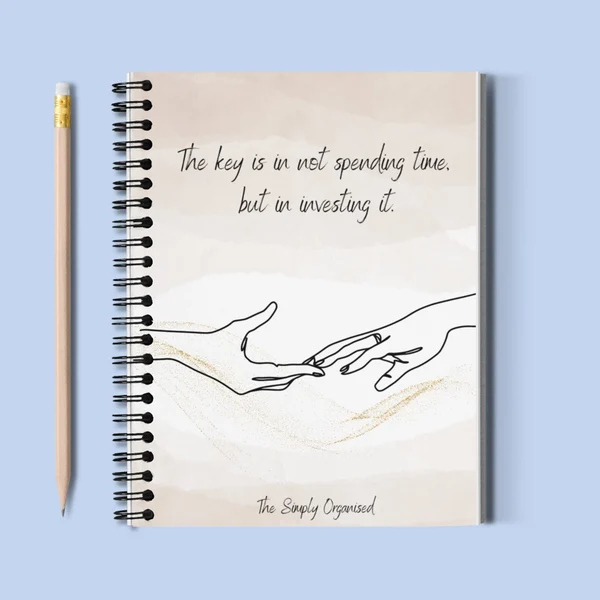 The key is in not spending time,
but in investing it.
The Simply Organised